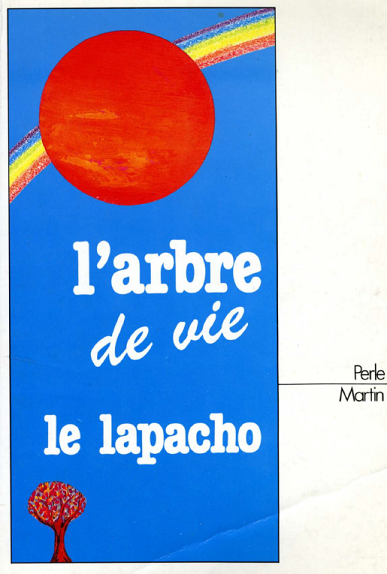 l'arbre
de vie
le lapacho
Perle
Martin